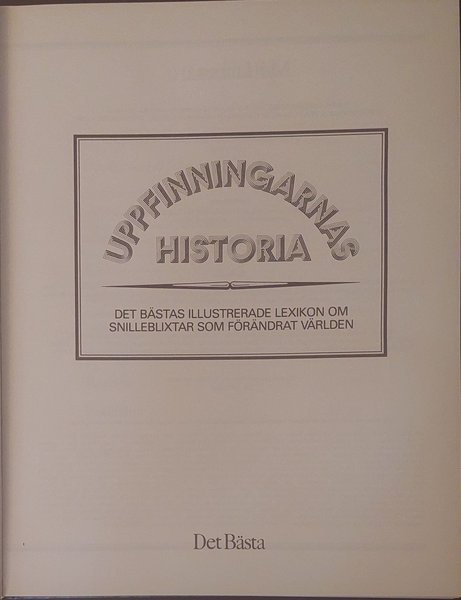 UPPFINNINGARNAS
HISTORIA
DET BÄSTAS ILLUSTRERADE LEXIKON OM
SNILLEBLIXTAR SOM FÖRÄNDRAT VÄRLDEN
Det Bästa